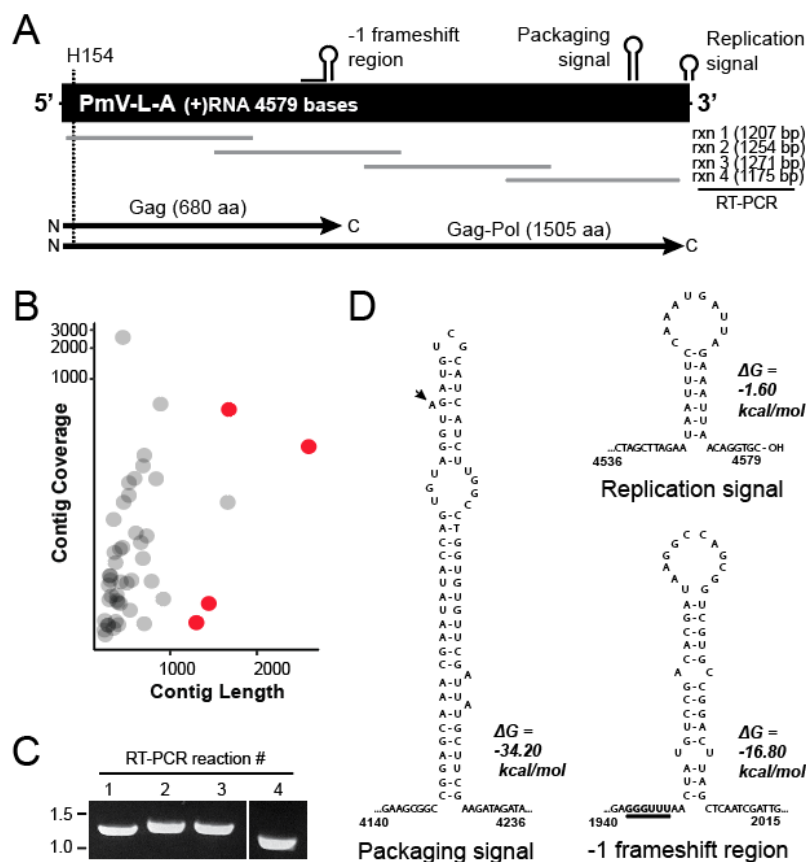 A
H154
-1 frameshift
region
Packaging
signal
Replication
signal
5'
PmV-L-A (+)RNA 4579 bases
3'
rxn 1 (1207 bp)
rxn 2 (1254 bp)
rxn 3 (1271 bp)
rxn 4 (1175 bp)
RT-PCR
N
Gag (680 aa)
C
N
Gag-Pol (1505 aa)
C
B
Contig Coverage
3000
2000
1000
1000
2000
Contig Length
C
RT-PCR reaction #
1
2
3
4
1.5
1.0
D
ΔG =
-34.20
kcal/mol
...GAAGCGGC
AAGATAGATA...
4140
4236
Packaging signal
ΔG =
-1.60
kcal/mol
...CTAGCTTAGAA
ACAGGTGC-OH
4536
4579
Replication signal
ΔG =
-16.80
kcal/mol
...GAGGGUUUAA
CUCAAUCGAUUG...
1940
2015
-1 frameshift region